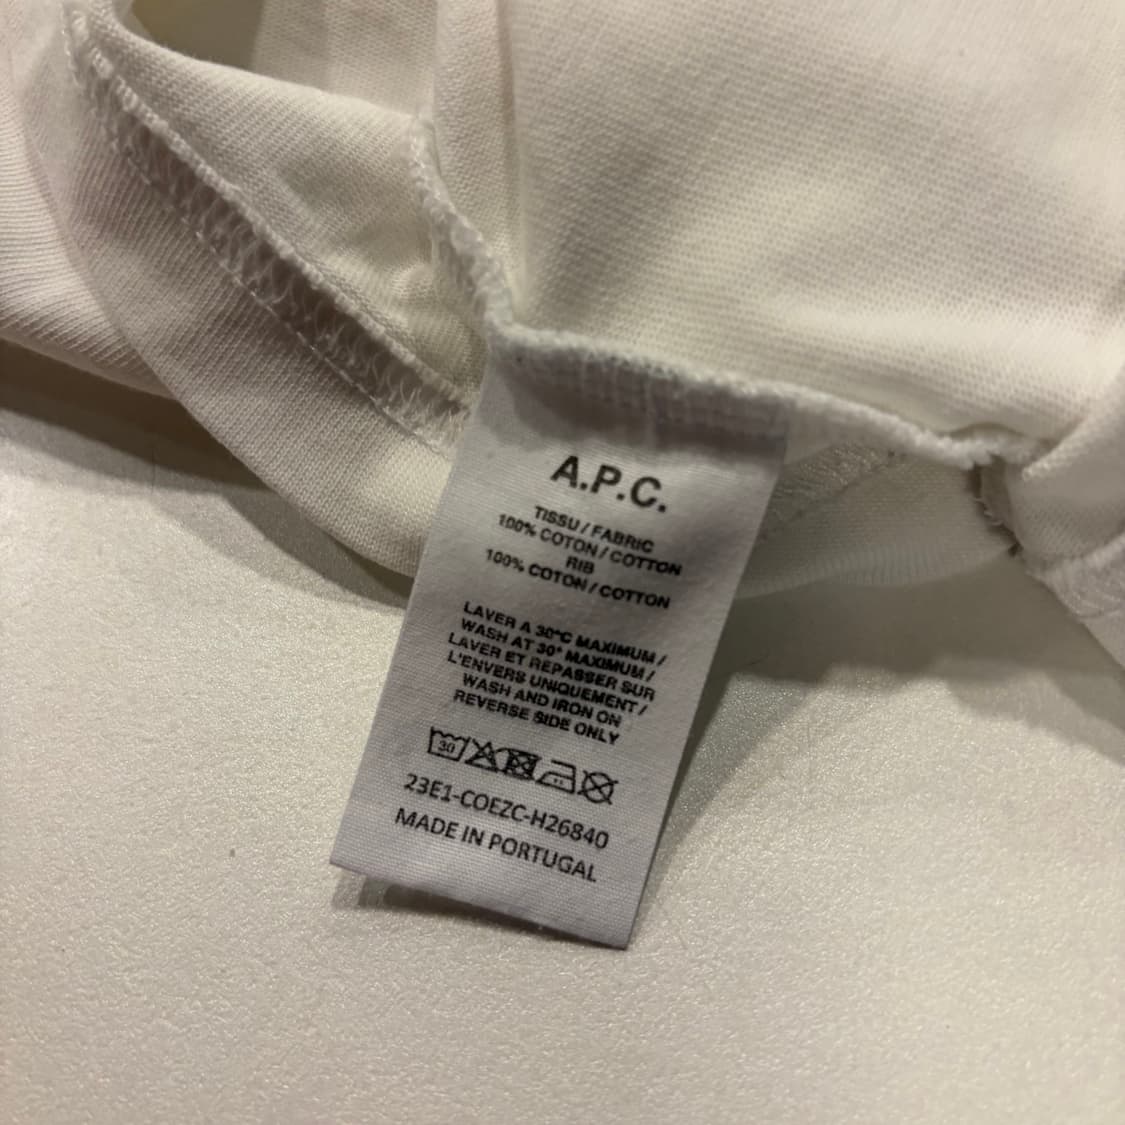 A.P.C.
TISSU / FABRIC
100% COTON / COTTON
RIB
100% COTON / COTTON
LAVER A 30°C MAXIMUM /
WASH AT 30° MAXIMUM /
LAVER ET REPASSER SUR
L'ENVERS UNIQUEMENT /
WASH AND IRON ON
REVERSE SIDE ONLY
30
23E1-COEZC-H26840
MADE IN PORTUGAL